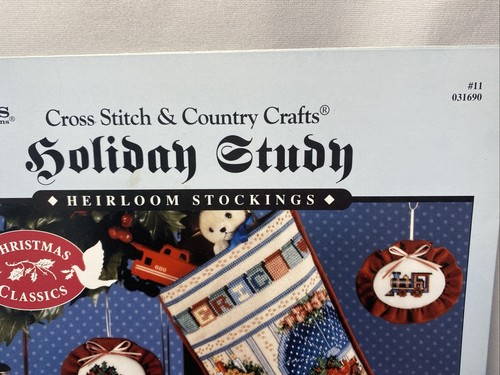 #11
031690
Cross Stitch & Country Crafts®
Holiday Study
◆ HEIRLOOM STOCKINGS ◆
CHRISTMAS
CLASSICS